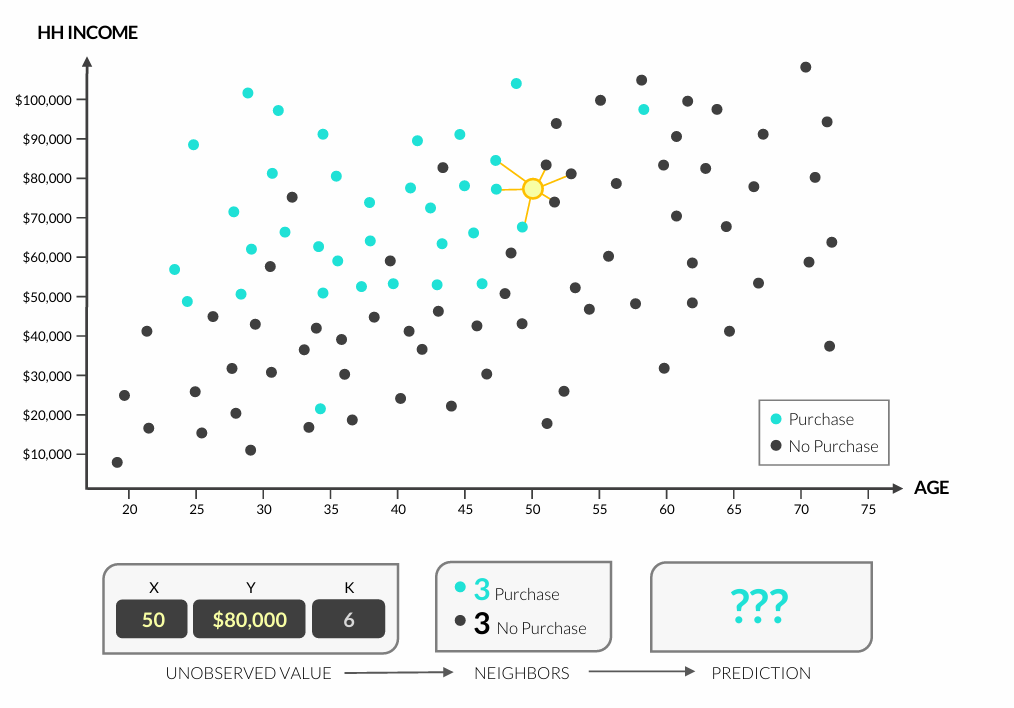 HH INCOME
$100,000
$90,000
$80,000
$70,000
$60,000
$50,000
$40,000
$30,000
$20,000
$10,000
Purchase
No Purchase
AGE
20 25 30 35 40 45 50 55 60 65 70 75
X Y K
50 $80,000 6
3 Purchase
3 No Purchase
???
UNOBSERVED VALUE NEIGHBORS PREDICTION